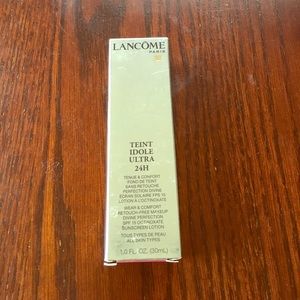 LANCÔME
PARIS
TEINT
IDOLE
ULTRA
24H
TENUE & CONFORT
FOND DE TEINT
SANS RETOUCHE
PERFECTION DIVINE
ÉCRAN SOLAIRE FPS 15
LOTION À L'OCTINOXATE
WEAR & COMFORT
RETOUCH-FREE MAKEUP
DIVINE PERFECTION
SPF 15 OCTINOXATE
SUNSCREEN LOTION
TOUS TYPES DE PEAU
ALL SKIN TYPES
1.0 FL. OZ. (30mL)